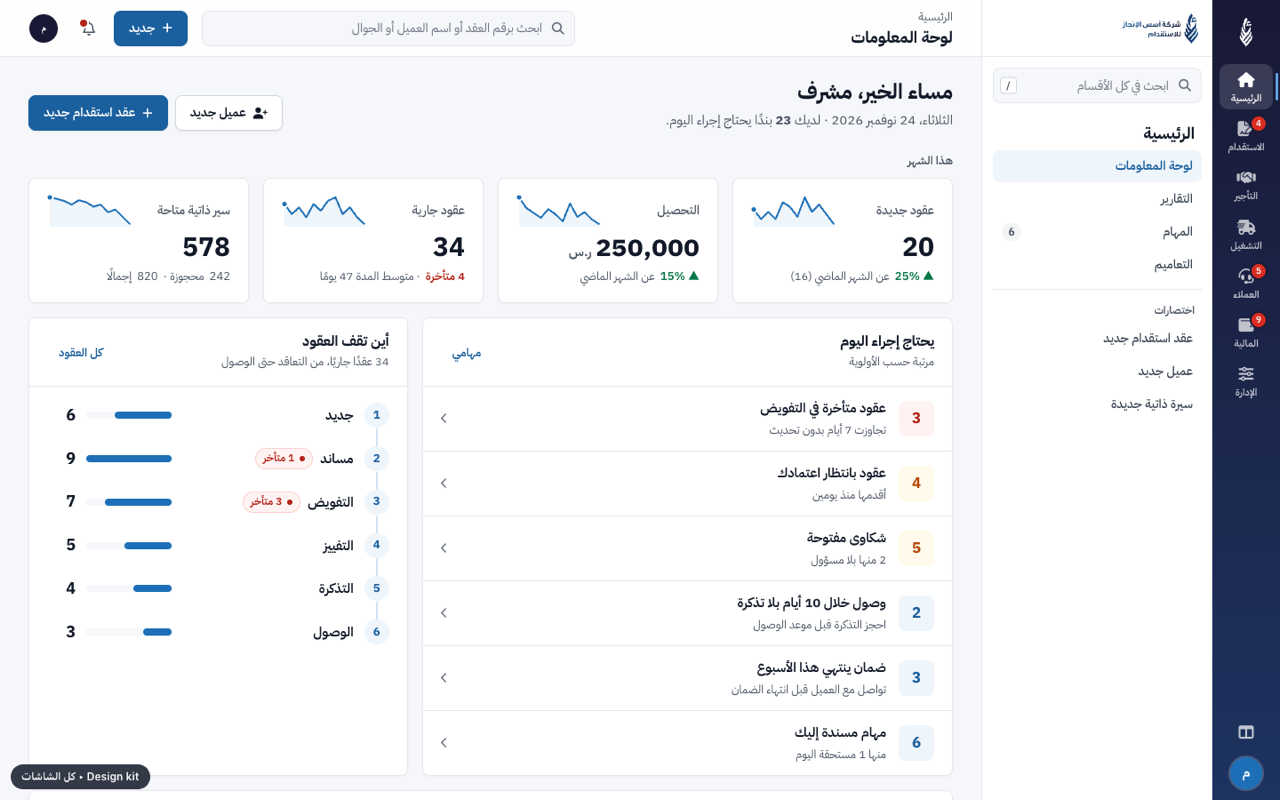 الرئيسية
4
الاستقدام
التأجير
التشغيل
5
العملاء
9
المالية
الإدارة
م
شركة أسس الإنجاز
للاستقدام
ابحث في كل الأقسام
/
الرئيسية
لوحة المعلومات
التقارير
المهام
6
التعاميم
اختصارات
عقد استقدام جديد
عميل جديد
سيرة ذاتية جديدة
الرئيسية
لوحة المعلومات
ابحث برقم العقد أو اسم العميل أو الجوال
+ جديد
م
مساء الخير، مشرف
الثلاثاء، 24 نوفمبر 2026 · لديك 23 بندًا يحتاج إجراء اليوم.
عميل جديد
+ عقد استقدام جديد
هذا الشهر
عقود جديدة
20
▲ 25% عن الشهر الماضي (16)
التحصيل
250,000 ر.س
▲ 15% عن الشهر الماضي
عقود جارية
34
4 متأخرة · متوسط المدة 47 يومًا
سير ذاتية متاحة
578
242 محجوزة · 820 إجمالًا
يحتاج إجراء اليوم
مرتبة حسب الأولوية
مهامي
3
عقود متأخرة في التفويض
تجاوزت 7 أيام بدون تحديث
4
عقود بانتظار اعتمادك
أقدمها منذ يومين
5
شكاوى مفتوحة
2 منها بلا مسؤول
2
وصول خلال 10 أيام بلا تذكرة
احجز التذكرة قبل موعد الوصول
3
ضمان ينتهي هذا الأسبوع
تواصل مع العميل قبل انتهاء الضمان
6
مهام مسندة إليك
منها 1 مستحقة اليوم
أين تقف العقود
34 عقدًا جاريًا، من التعاقد حتى الوصول
كل العقود
1 جديد 6
2 مساند ● 1 متأخر 9
3 التفويض ● 3 متأخر 7
4 التفييز 5
5 التذكرة 4
6 الوصول 3
Design kit ‣ كل الشاشات